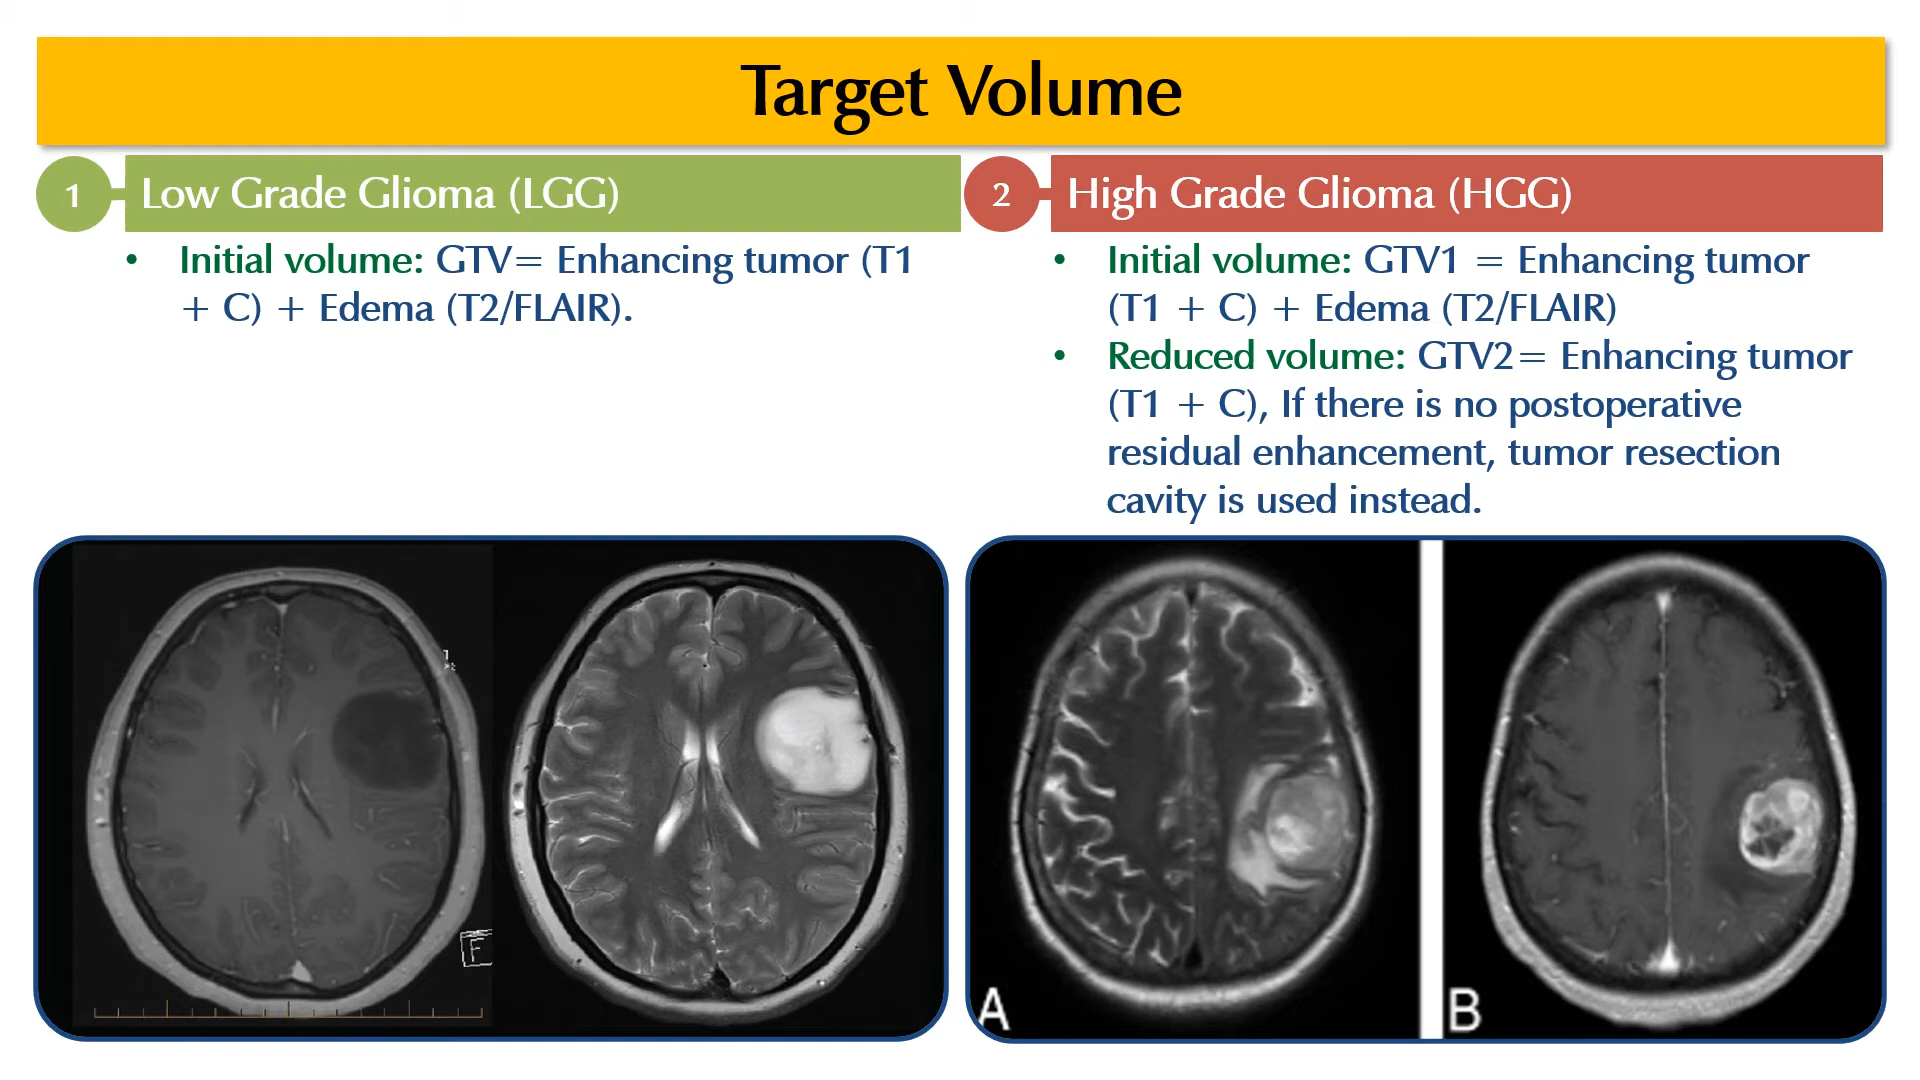 Target Volume
1
Low Grade Glioma (LGG)
• Initial volume: GTV= Enhancing tumor (T1
+ C) + Edema (T2/FLAIR).
2
High Grade Glioma (HGG)
• Initial volume: GTV1 = Enhancing tumor
(T1 + C) + Edema (T2/FLAIR)
• Reduced volume: GTV2= Enhancing tumor
(T1 + C), If there is no postoperative
residual enhancement, tumor resection
cavity is used instead.
F
A
B